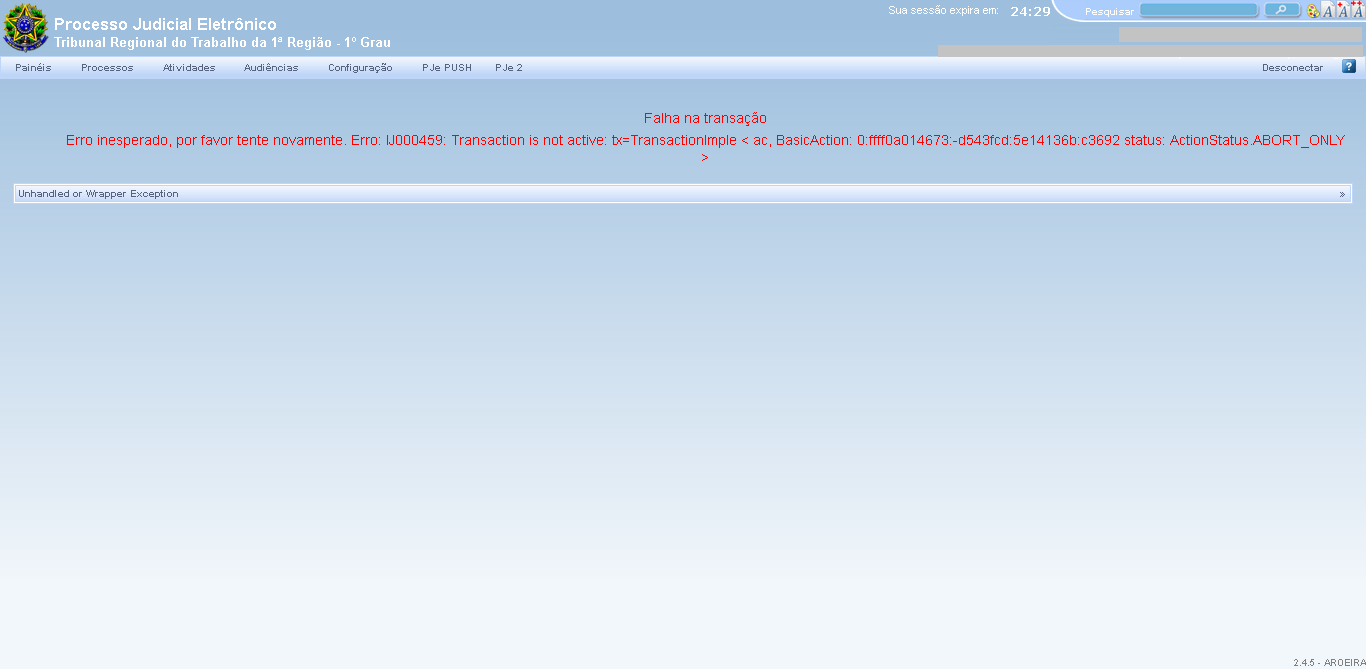 Processo Judicial Eletrônico
Tribunal Regional do Trabalho da 1ª Região - 1º Grau
Sua sessão expira em: 24:29
Pesquisar
A A A
Painéis Processos Atividades Audiências Configuração PJe PUSH PJe 2 Desconectar ?
Falha na transação
Erro inesperado, por favor tente novamente. Erro: IJ000459: Transaction is not active: tx=TransactionImple < ac, BasicAction: 0:ffff0a014673:-d543fcd:5e14136b:c3692 status: ActionStatus.ABORT_ONLY
>
Unhandled or Wrapper Exception »
2.4.5 - AROEIRA